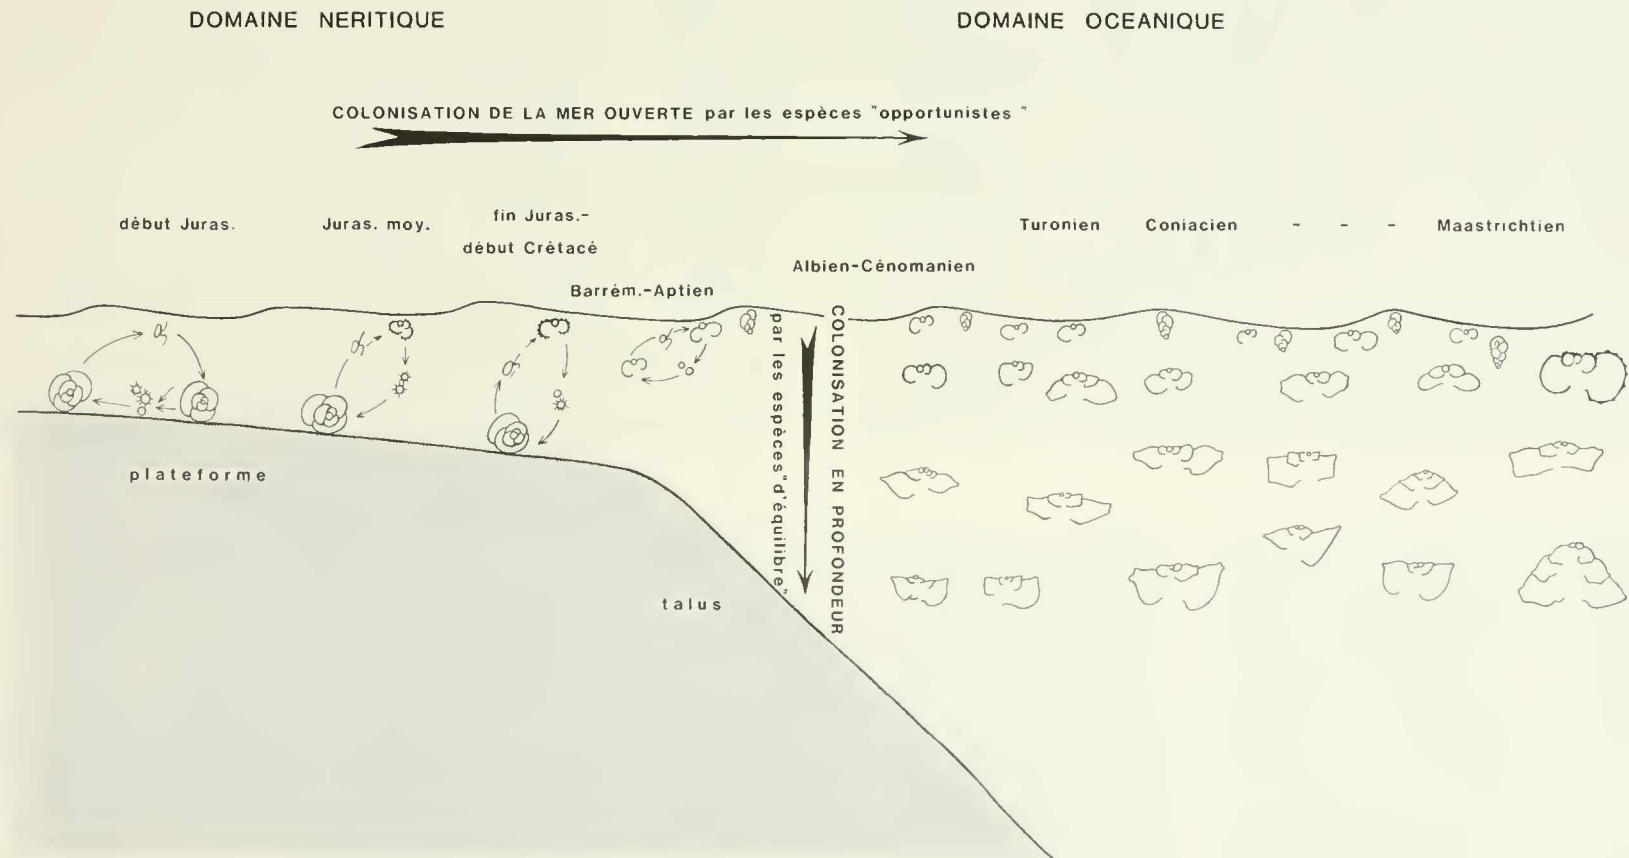 DOMAINE NERITIQUE
DOMAINE OCEANIQUE
COLONISATION DE LA MER OUVERTE par les espèces "opportunistes"
début Juras.
Juras. moy.
fin Juras.-
début Crétacé
Barrém.-Aptien
Albien-Cénomanien
Turonien
Coniacien
- - -
Maastrichtien
par les espèces "d'équilibre"
COLONISATION EN PROFONDEUR
plateforme
talus